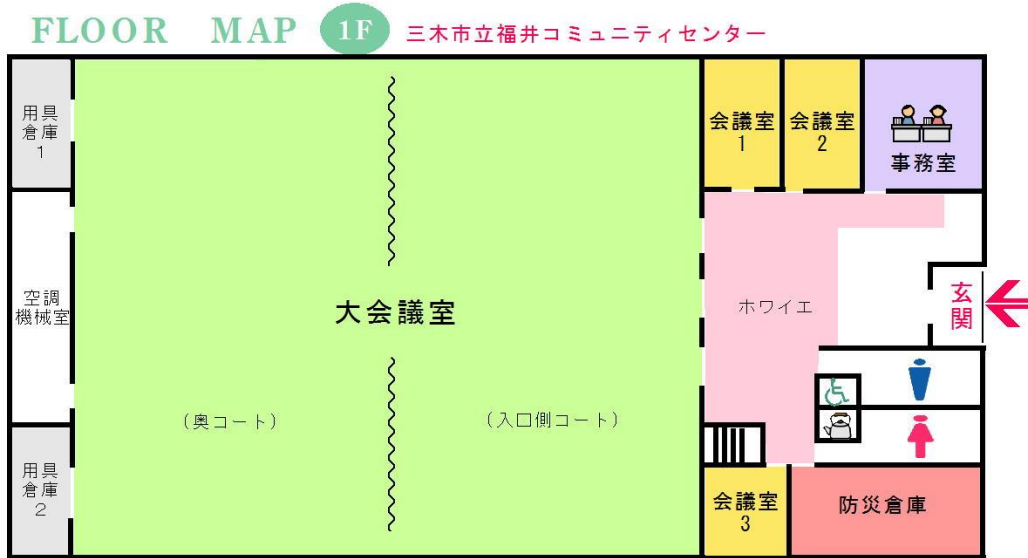 FLOOR MAP 1F 三木市立福井コミュニティセンター
用具
倉庫
1
会議室
1
会議室
2
事務室
空調
機械室
大会議室
ホワイエ
玄
関
(奥コート)
(入口側コート)
用具
倉庫
2
会議室
3
防災倉庫